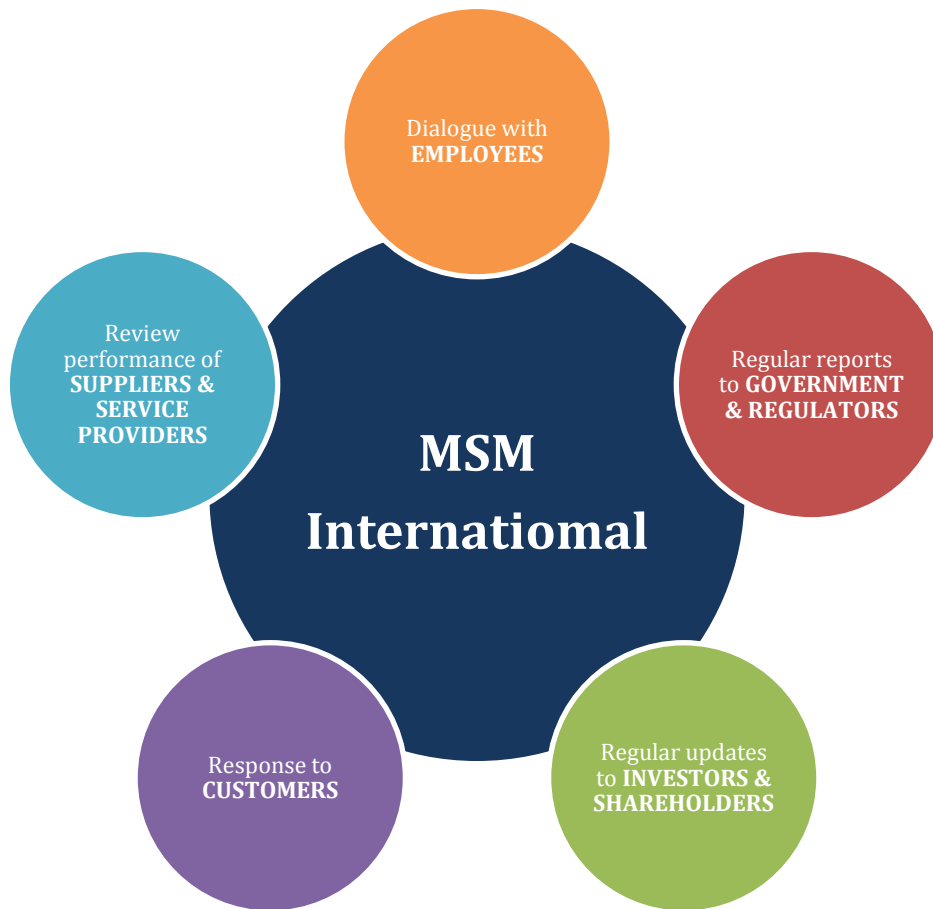 Dialogue with
EMPLOYEES
Review
performance of
SUPPLIERS &
SERVICE
PROVIDERS
Regular reports
to GOVERNMENT
& REGULATORS
MSM
Internatiomal
Response to
CUSTOMERS
Regular updates
to INVESTORS &
SHAREHOLDERS